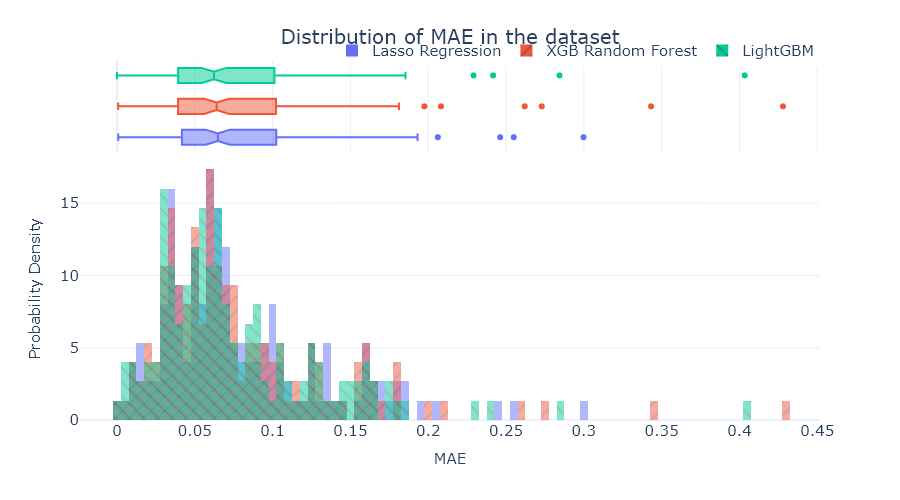 Distribution of MAE in the dataset
Lasso Regression XGB Random Forest LightGBM
Probability Density
15
10
5
0
0 0.05 0.1 0.15 0.2 0.25 0.3 0.35 0.4 0.45
MAE